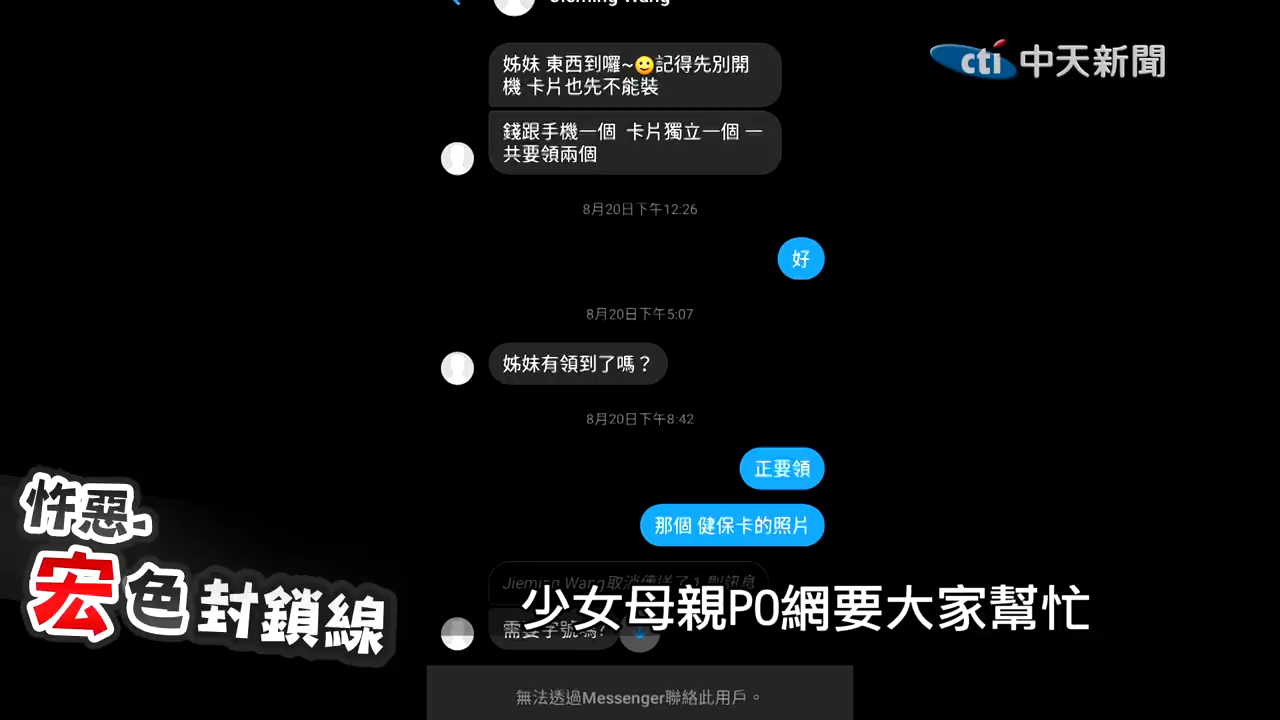 Jieming Wang
cti 中天新聞
姊妹 東西到囉~😀記得先別開
機 卡片也先不能裝
錢跟手機一個 卡片獨立一個 一
共要領兩個
8月20日下午12:26
好
8月20日下午5:07
姊妹有領到了嗎？
8月20日下午8:42
正要領
那個 健保卡的照片
Jieming Wang取消傳送了 1 則訊息
需要字號嗎?
少女母親PO網要大家幫忙
忤惡-
宏色封鎖線
無法透過Messenger聯絡此用戶。